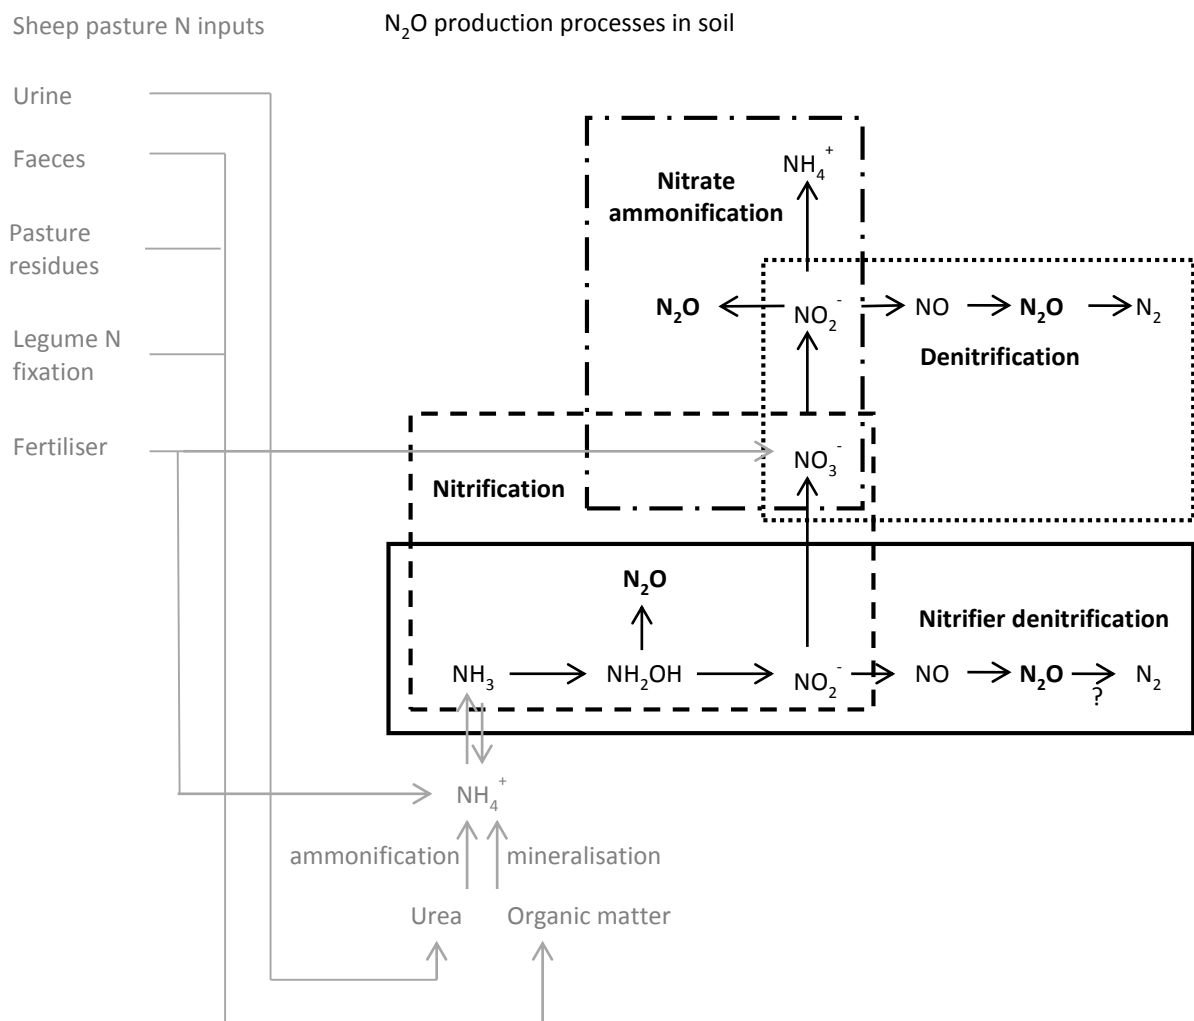 Sheep pasture N inputs
N₂O production processes in soil
Urine
Faeces
Pasture
residues
Legume N
fixation
Fertiliser
NH₄⁺
Nitrate
ammonification
N₂O
NO₂⁻
NO
N₂O
N₂
Denitrification
NO₃⁻
Nitrification
N₂O
Nitrifier denitrification
NH₃
NH₂OH
NO₂⁻
NO
N₂O
?
N₂
NH₄⁺
ammonification
mineralisation
Urea
Organic matter